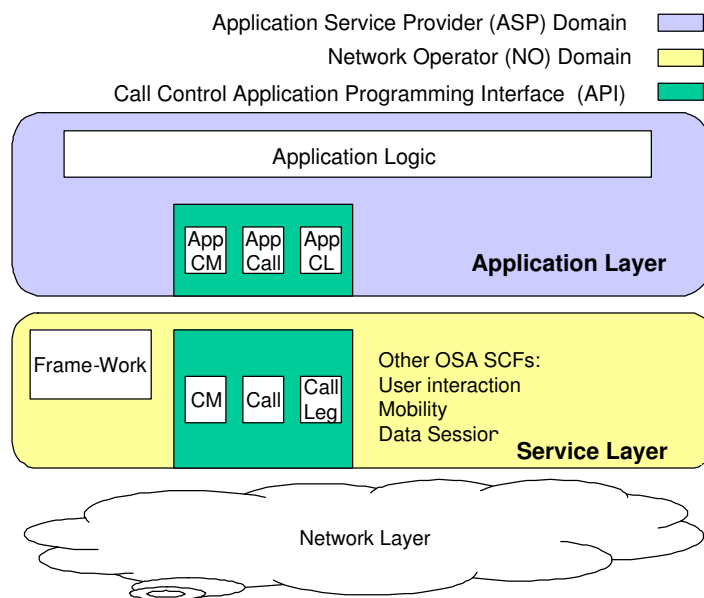 Application Service Provider (ASP) Domain
Network Operator (NO) Domain
Call Control Application Programming Interface (API)
Application Logic
App
CM
App
Call
App
CL
Application Layer
Frame-Work
CM
Call
Call
Leg
Other OSA SCFs:
User interaction
Mobility
Data Session
Service Layer
Network Layer